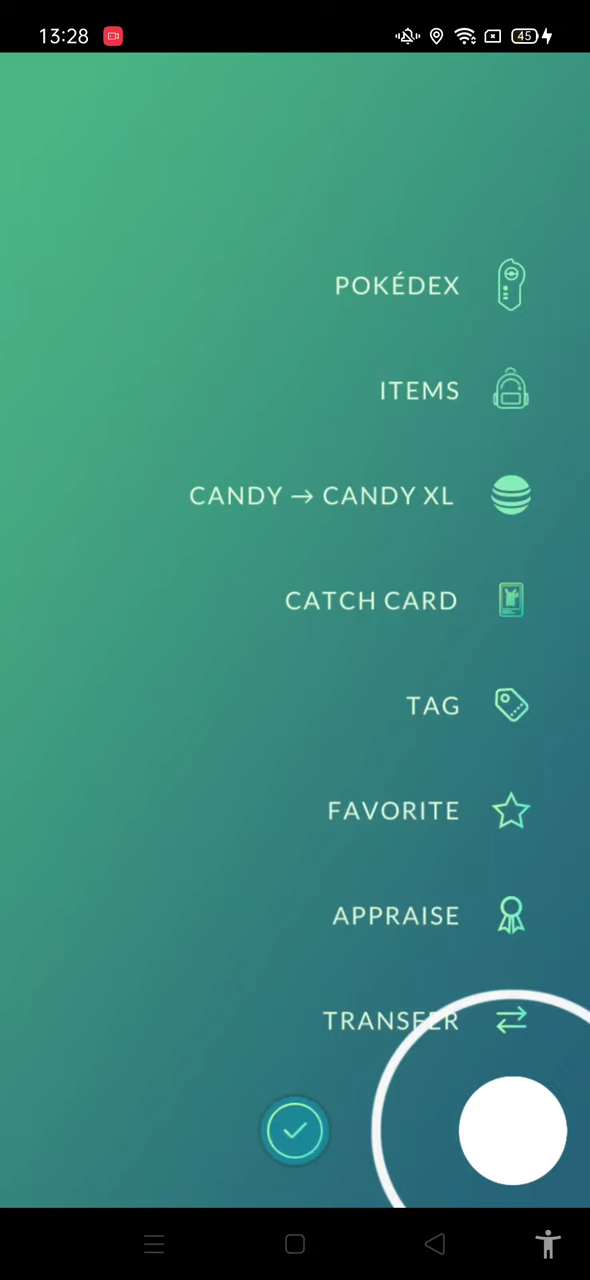 13:28
45
POKÉDEX
ITEMS
CANDY → CANDY XL
CATCH CARD
TAG
FAVORITE
APPRAISE
TRANSFER